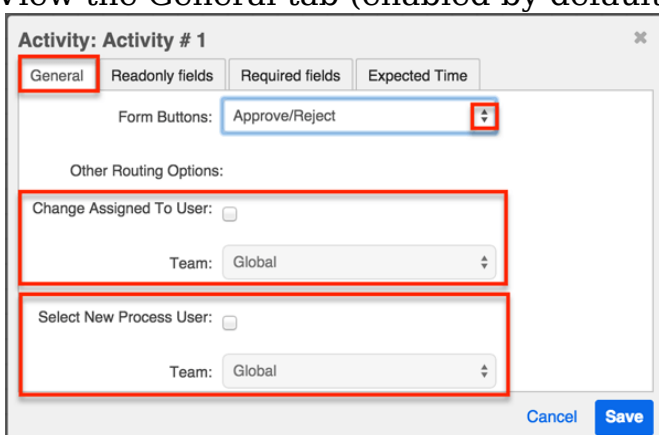 View the General tab (enabled by default
Activity: Activity # 1
General Readonly fields Required fields Expected Time
Form Buttons: Approve/Reject
Other Routing Options:
Change Assigned To User:
Team: Global
Select New Process User:
Team: Global
Cancel Save